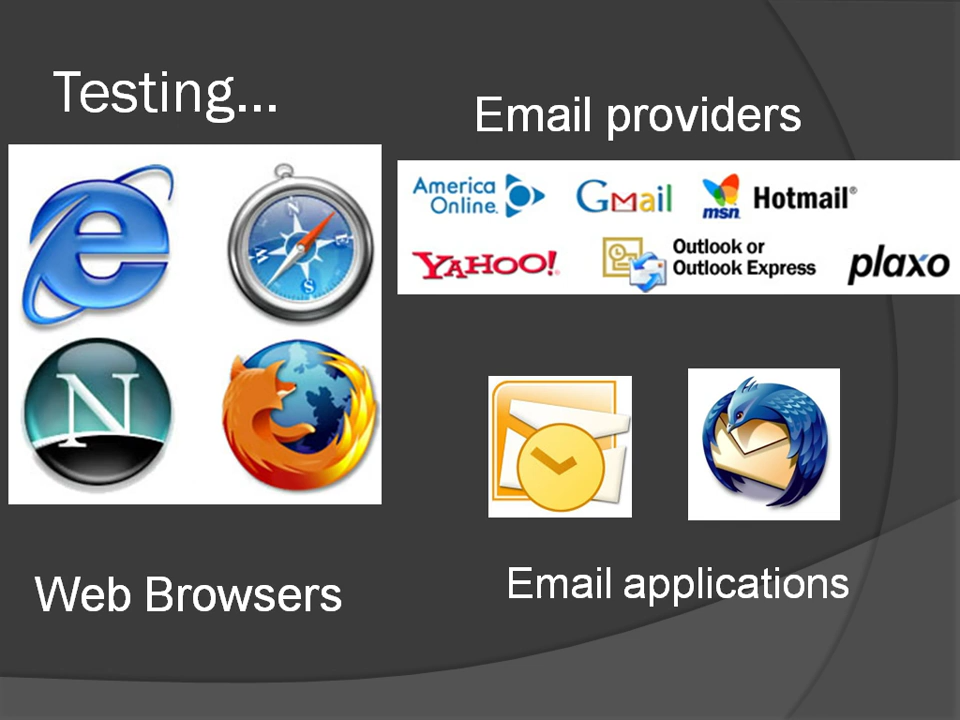 Testing...
Email providers
America Online
Gmail
msn Hotmail®
YAHOO!
Outlook or
Outlook Express
plaxo
N
N
E
S
W
Web Browsers
Email applications